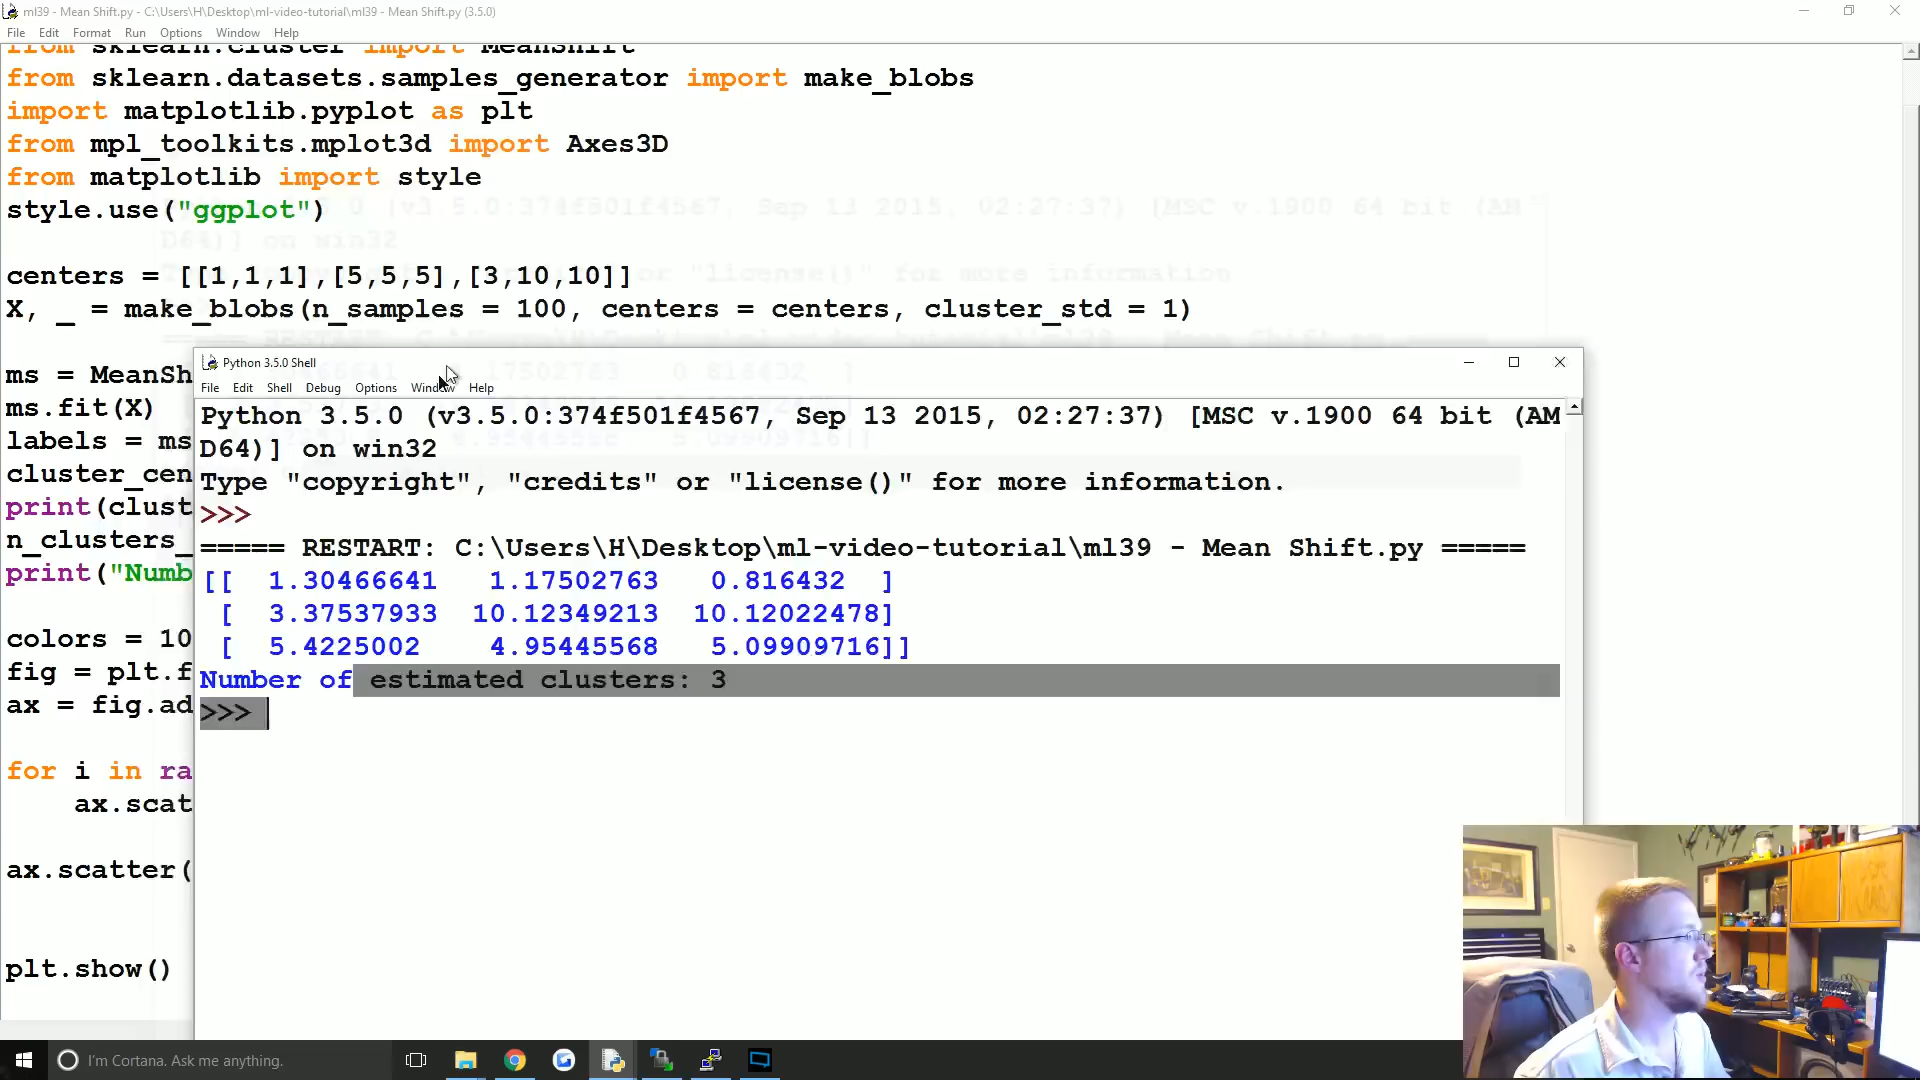 ml39 - Mean Shift.py - C:\Users\H\Desktop\ml-video-tutorial\ml39 - Mean Shift.py (3.5.0)
File Edit Format Run Options Window Help
from sklearn.cluster import MeanShift
from sklearn.datasets.samples_generator import make_blobs
import matplotlib.pyplot as plt
from mpl_toolkits.mplot3d import Axes3D
from matplotlib import style
style.use("ggplot")
centers = [[1,1,1],[5,5,5],[3,10,10]]
X, _ = make_blobs(n_samples = 100, centers = centers, cluster_std = 1)
ms = MeanSh
ms.fit(X)
labels = ms
cluster_cen
print(clust
n_clusters_
print("Numb
colors = 10
fig = plt.f
ax = fig.ad
for i in ra
ax.scat
ax.scatter(
plt.show()
Python 3.5.0 Shell
File Edit Shell Debug Options Window Help
Python 3.5.0 (v3.5.0:374f501f4567, Sep 13 2015, 02:27:37) [MSC v.1900 64 bit (AM
D64)] on win32
Type "copyright", "credits" or "license()" for more information.
>>>
===== RESTART: C:\Users\H\Desktop\ml-video-tutorial\ml39 - Mean Shift.py =====
[[ 1.30466641 1.17502763 0.816432 ]
[ 3.37537933 10.12349213 10.12022478]
[ 5.4225002 4.95445568 5.09909716]]
Number of estimated clusters: 3
>>>
I'm Cortana. Ask me anything.